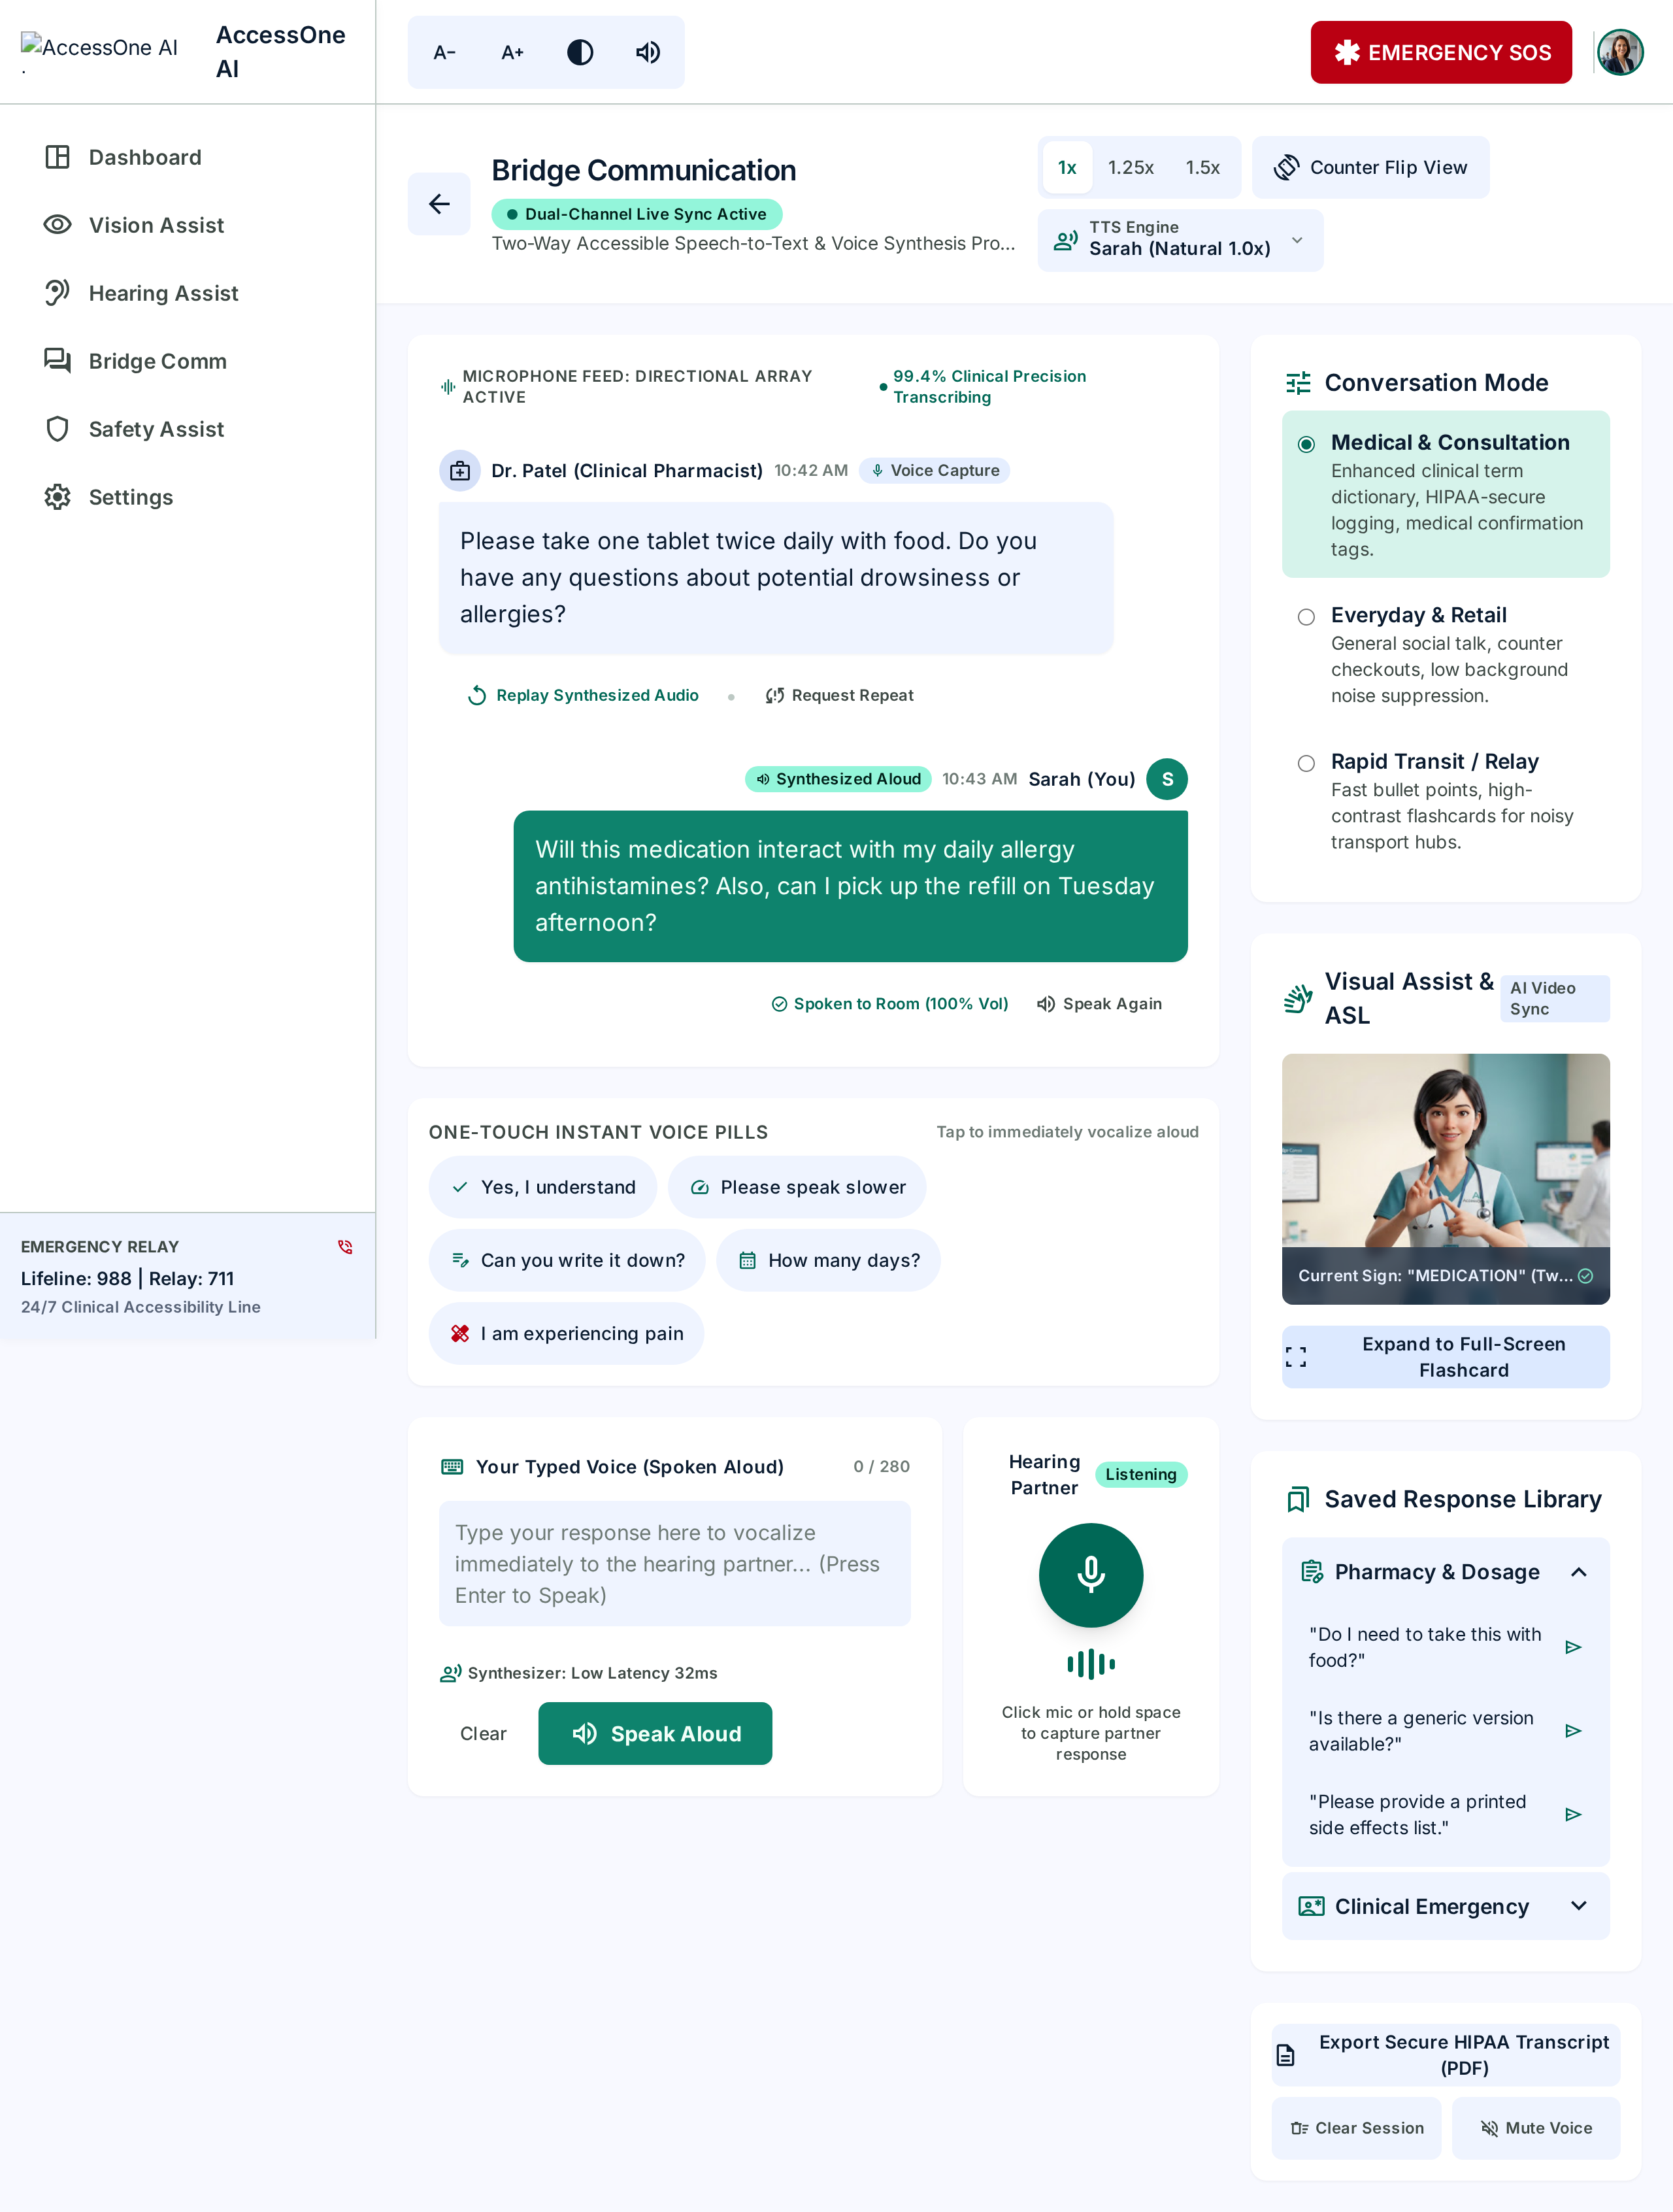 AccessOne AI
.
AccessOne
AI
A-
A+
EMERGENCY SOS
Dashboard
Vision Assist
Hearing Assist
Bridge Comm
Safety Assist
Settings
EMERGENCY RELAY
Lifeline: 988 | Relay: 711
24/7 Clinical Accessibility Line
Bridge Communication
Dual-Channel Live Sync Active
Two-Way Accessible Speech-to-Text & Voice Synthesis Pro...
1x
1.25x
1.5x
Counter Flip View
TTS Engine
Sarah (Natural 1.0x)
MICROPHONE FEED: DIRECTIONAL ARRAY
ACTIVE
99.4% Clinical Precision
Transcribing
Dr. Patel (Clinical Pharmacist)
10:42 AM
Voice Capture
Please take one tablet twice daily with food. Do you
have any questions about potential drowsiness or
allergies?
Replay Synthesized Audio
Request Repeat
Synthesized Aloud
10:43 AM
Sarah (You)
S
Will this medication interact with my daily allergy
antihistamines? Also, can I pick up the refill on Tuesday
afternoon?
Spoken to Room (100% Vol)
Speak Again
ONE-TOUCH INSTANT VOICE PILLS
Tap to immediately vocalize aloud
Yes, I understand
Please speak slower
Can you write it down?
How many days?
I am experiencing pain
Your Typed Voice (Spoken Aloud)
0 / 280
Type your response here to vocalize
immediately to the hearing partner... (Press
Enter to Speak)
Synthesizer: Low Latency 32ms
Clear
Speak Aloud
Hearing
Partner
Listening
Click mic or hold space
to capture partner
response
Conversation Mode
Medical & Consultation
Enhanced clinical term
dictionary, HIPAA-secure
logging, medical confirmation
tags.
Everyday & Retail
General social talk, counter
checkouts, low background
noise suppression.
Rapid Transit / Relay
Fast bullet points, high-
contrast flashcards for noisy
transport hubs.
Visual Assist &
ASL
AI Video
Sync
Current Sign: "MEDICATION" (Tw...
Expand to Full-Screen
Flashcard
Saved Response Library
Pharmacy & Dosage
"Do I need to take this with
food?"
"Is there a generic version
available?"
"Please provide a printed
side effects list."
Clinical Emergency
Export Secure HIPAA Transcript
(PDF)
Clear Session
Mute Voice